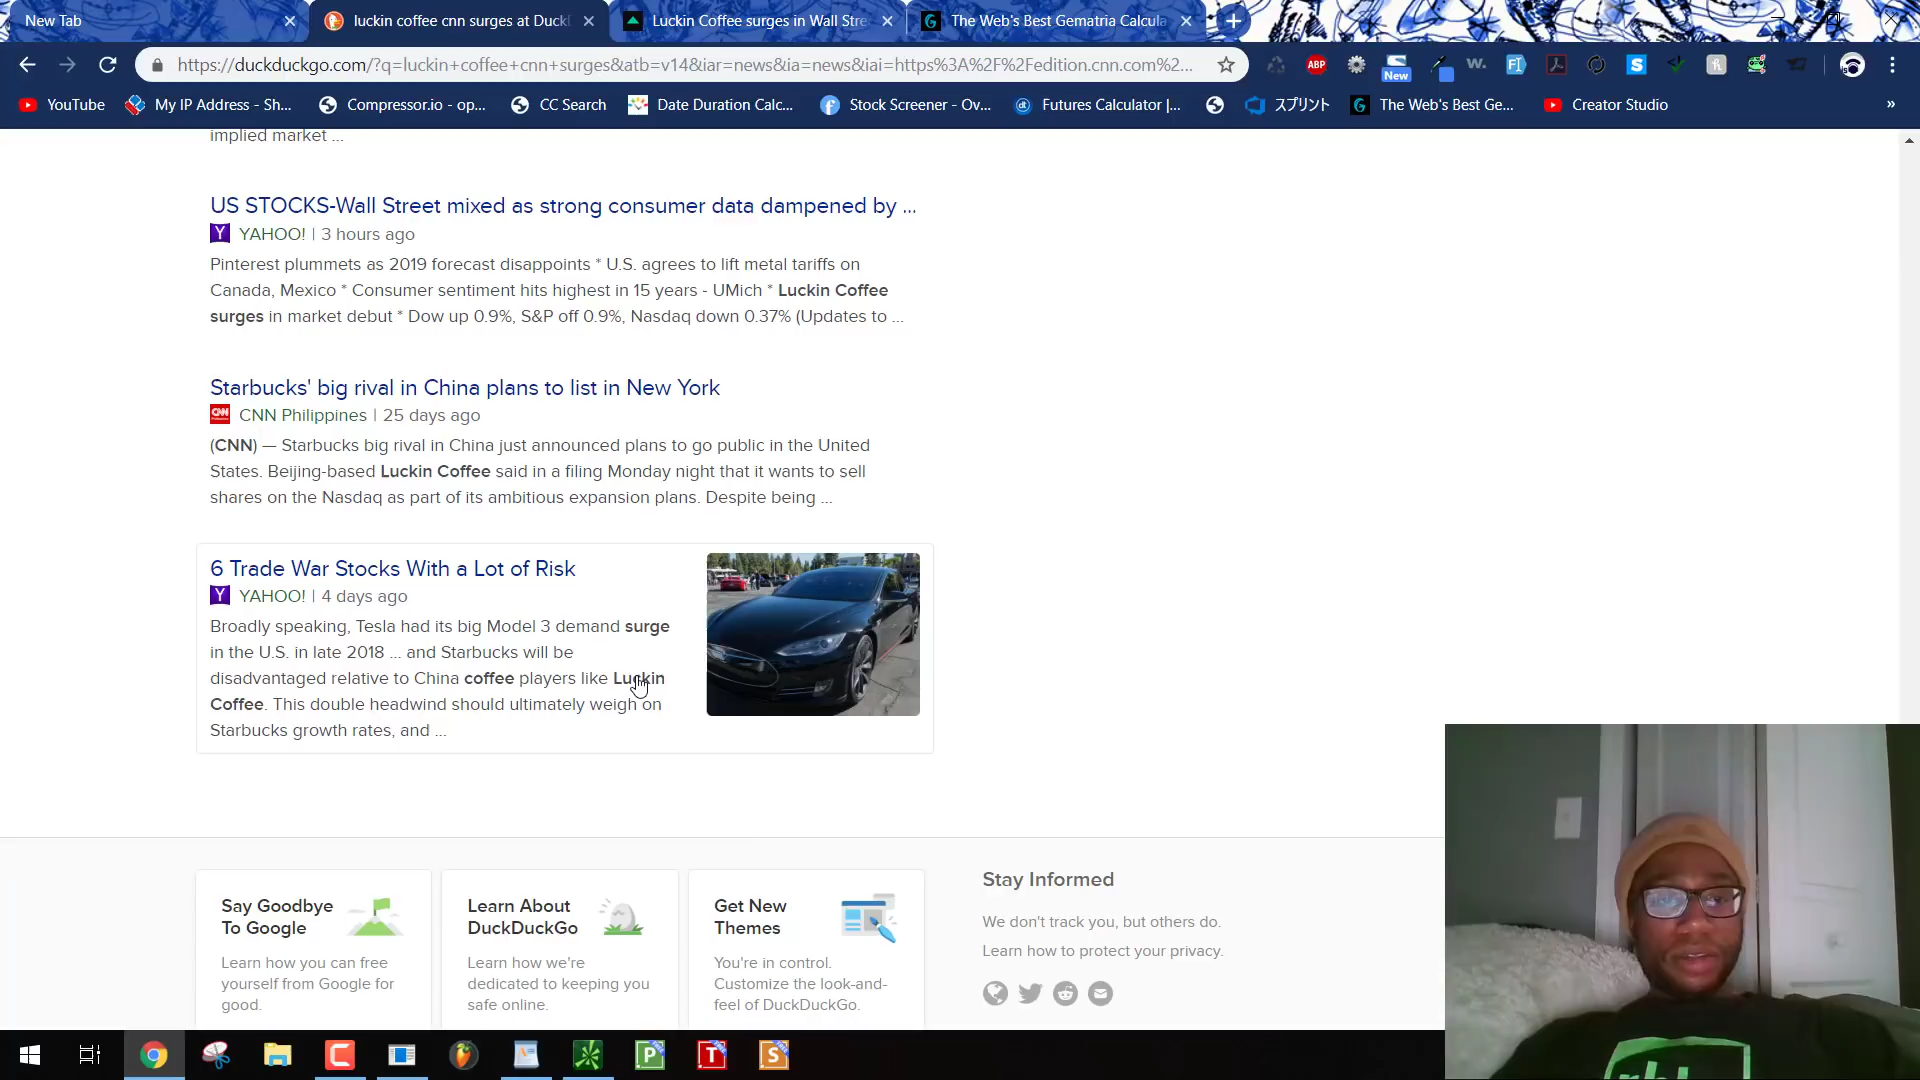 New Tab
luckin coffee cnn surges at Duck
Luckin Coffee surges in Wall Stre
The Web's Best Gematria Calcula
https://duckduckgo.com/?q=luckin+coffee+cnn+surges&atb=v14&iar=news&ia=news&iai=https%3A%2F%2Fedition.cnn.com%2...
ABP
New
YouTube
My IP Address - Sh...
Compressor.io - op...
CC Search
Date Duration Calc...
Stock Screener - Ov...
Futures Calculator |...
スプリント
The Web's Best Ge...
Creator Studio
»
implied market ...
US STOCKS-Wall Street mixed as strong consumer data dampened by ...
YAHOO! | 3 hours ago
Pinterest plummets as 2019 forecast disappoints * U.S. agrees to lift metal tariffs on
Canada, Mexico * Consumer sentiment hits highest in 15 years - UMich * Luckin Coffee
surges in market debut * Dow up 0.9%, S&P off 0.9%, Nasdaq down 0.37% (Updates to ...
Starbucks' big rival in China plans to list in New York
CNN Philippines | 25 days ago
(CNN) — Starbucks big rival in China just announced plans to go public in the United
States. Beijing-based Luckin Coffee said in a filing Monday night that it wants to sell
shares on the Nasdaq as part of its ambitious expansion plans. Despite being ...
6 Trade War Stocks With a Lot of Risk
YAHOO! | 4 days ago
Broadly speaking, Tesla had its big Model 3 demand surge
in the U.S. in late 2018 ... and Starbucks will be
disadvantaged relative to China coffee players like Luckin
Coffee. This double headwind should ultimately weigh on
Starbucks growth rates, and ...
Say Goodbye
To Google
Learn how you can free
yourself from Google for
good.
Learn About
DuckDuckGo
Learn how we're
dedicated to keeping you
safe online.
Get New
Themes
You're in control.
Customize the look-and-
feel of DuckDuckGo.
Stay Informed
We don't track you, but others do.
Learn how to protect your privacy.